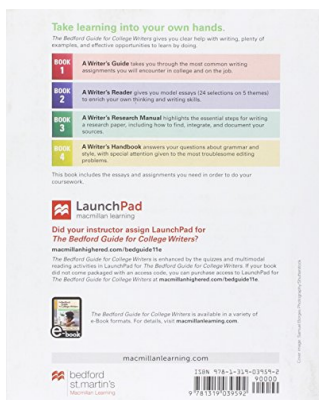 Take learning into your own hands.
The Bedford Guide for College Writers gives you clear help with writing, plenty of
examples, and effective opportunities to learn by doing.
BOOK
1
A Writer's Guide takes you through the most common writing
assignments you will encounter in college and on the job.
BOOK
2
A Writer's Reader gives you model essays (24 selections on 5 themes)
to enrich your own thinking and writing skills.
BOOK
3
A Writer's Research Manual highlights the essential steps for writing
a research paper, including how to find, integrate, and document your
sources.
BOOK
4
A Writer's Handbook answers your questions about grammar and
style, with special attention given to the most troublesome editing
problems.
This book includes the essays and assignments you need in order to do your
coursework.
LaunchPad
macmillan learning
Did your instructor assign LaunchPad for
The Bedford Guide for College Writers?
macmillanhighered.com/bedguide11e
LaunchPad for The Bedford Guide for College Writers is enhanced by the quizzes and multimodal
reading activities in LaunchPad for The Bedford Guide for College Writers. If your book
did not come packaged with an access code, you can purchase access to LaunchPad for
The Bedford Guide for College Writers at macmillanhighered.com/bedguide11e.
e-book
The Bedford Guide for College Writers is available in a variety of
e-Book formats. For details, visit macmillanlearning.com.
macmillanlearning.com
bedford
st.martin's
Macmillan Learning
ISBN 978-1-319-03959-2
90000
9 781319 039592